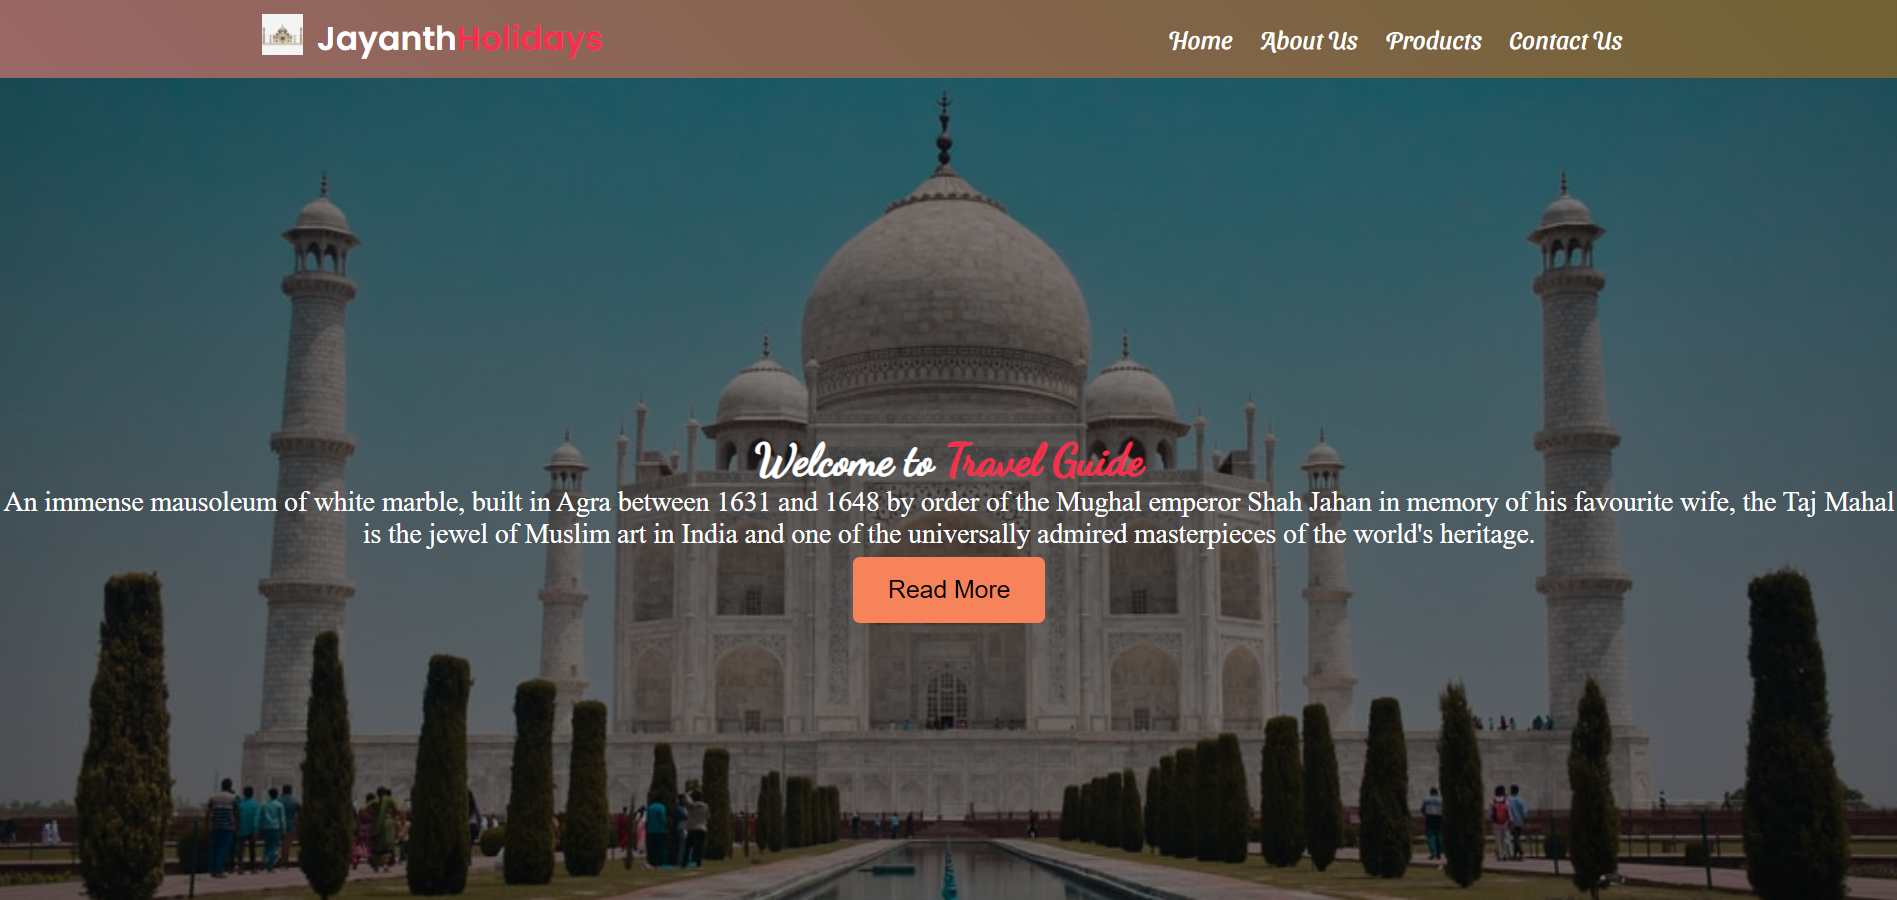 JayanthHolidays
Home About Us Products Contact Us
Welcome to Travel Guide
An immense mausoleum of white marble, built in Agra between 1631 and 1648 by order of the Mughal emperor Shah Jahan in memory of his favourite wife, the Taj Mahal
is the jewel of Muslim art in India and one of the universally admired masterpieces of the world's heritage.
Read More